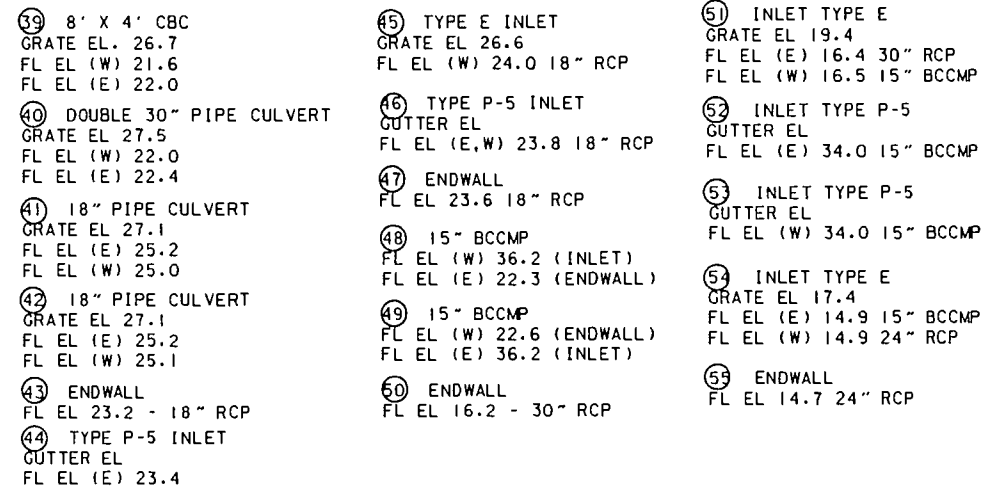 39 8' X 4' CBC
GRATE EL. 26.7
FL EL (W) 21.6
FL EL (E) 22.0
40 DOUBLE 30" PIPE CULVERT
GRATE EL 27.5
FL EL (W) 22.0
FL EL (E) 22.4
41 18" PIPE CULVERT
GRATE EL 27.1
FL EL (E) 25.2
FL EL (W) 25.0
42 18" PIPE CULVERT
GRATE EL 27.1
FL EL (E) 25.2
FL EL (W) 25.1
43 ENDWALL
FL EL 23.2 - 18" RCP
44 TYPE P-5 INLET
GUTTER EL
FL EL (E) 23.4
45 TYPE E INLET
GRATE EL 26.6
FL EL (W) 24.0 18" RCP
46 TYPE P-5 INLET
GUTTER EL
FL EL (E,W) 23.8 18" RCP
47 ENDWALL
FL EL 23.6 18" RCP
48 15" BCCMP
FL EL (W) 36.2 (INLET)
FL EL (E) 22.3 (ENDWALL)
49 15" BCCMP
FL EL (W) 22.6 (ENDWALL)
FL EL (E) 36.2 (INLET)
50 ENDWALL
FL EL 16.2 - 30" RCP
51 INLET TYPE E
GRATE EL 19.4
FL EL (E) 16.4 30" RCP
FL EL (W) 16.5 15" BCCMP
52 INLET TYPE P-5
GUTTER EL
FL EL (E) 34.0 15" BCCMP
53 INLET TYPE P-5
GUTTER EL
FL EL (W) 34.0 15" BCCMP
54 INLET TYPE E
GRATE EL 17.4
FL EL (E) 14.9 15" BCCMP
FL EL (W) 14.9 24" RCP
55 ENDWALL
FL EL 14.7 24" RCP